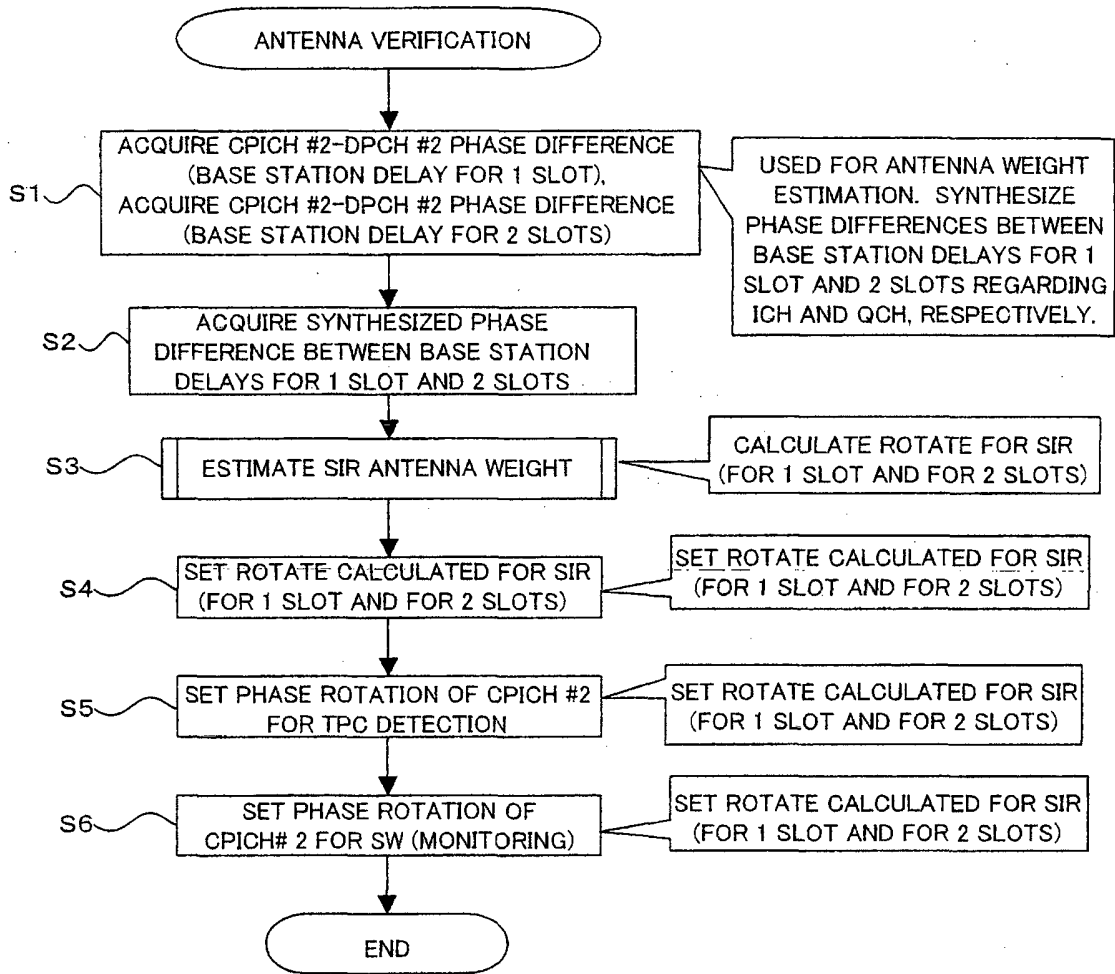 ANTENNA VERIFICATION
S1
ACQUIRE CPICH #2-DPCH #2 PHASE DIFFERENCE
(BASE STATION DELAY FOR 1 SLOT),
ACQUIRE CPICH #2-DPCH #2 PHASE DIFFERENCE
(BASE STATION DELAY FOR 2 SLOTS)
USED FOR ANTENNA WEIGHT
ESTIMATION. SYNTHESIZE
PHASE DIFFERENCES BETWEEN
BASE STATION DELAYS FOR 1
SLOT AND 2 SLOTS REGARDING
ICH AND QCH, RESPECTIVELY.
S2
ACQUIRE SYNTHESIZED PHASE
DIFFERENCE BETWEEN BASE STATION
DELAYS FOR 1 SLOT AND 2 SLOTS
S3
ESTIMATE SIR ANTENNA WEIGHT
CALCULATE ROTATE FOR SIR
(FOR 1 SLOT AND FOR 2 SLOTS)
S4
SET ROTATE CALCULATED FOR SIR
(FOR 1 SLOT AND FOR 2 SLOTS)
SET ROTATE CALCULATED FOR SIR
(FOR 1 SLOT AND FOR 2 SLOTS)
S5
SET PHASE ROTATION OF CPICH #2
FOR TPC DETECTION
SET ROTATE CALCULATED FOR SIR
(FOR 1 SLOT AND FOR 2 SLOTS)
S6
SET PHASE ROTATION OF
CPICH# 2 FOR SW (MONITORING)
SET ROTATE CALCULATED FOR SIR
(FOR 1 SLOT AND FOR 2 SLOTS)
END